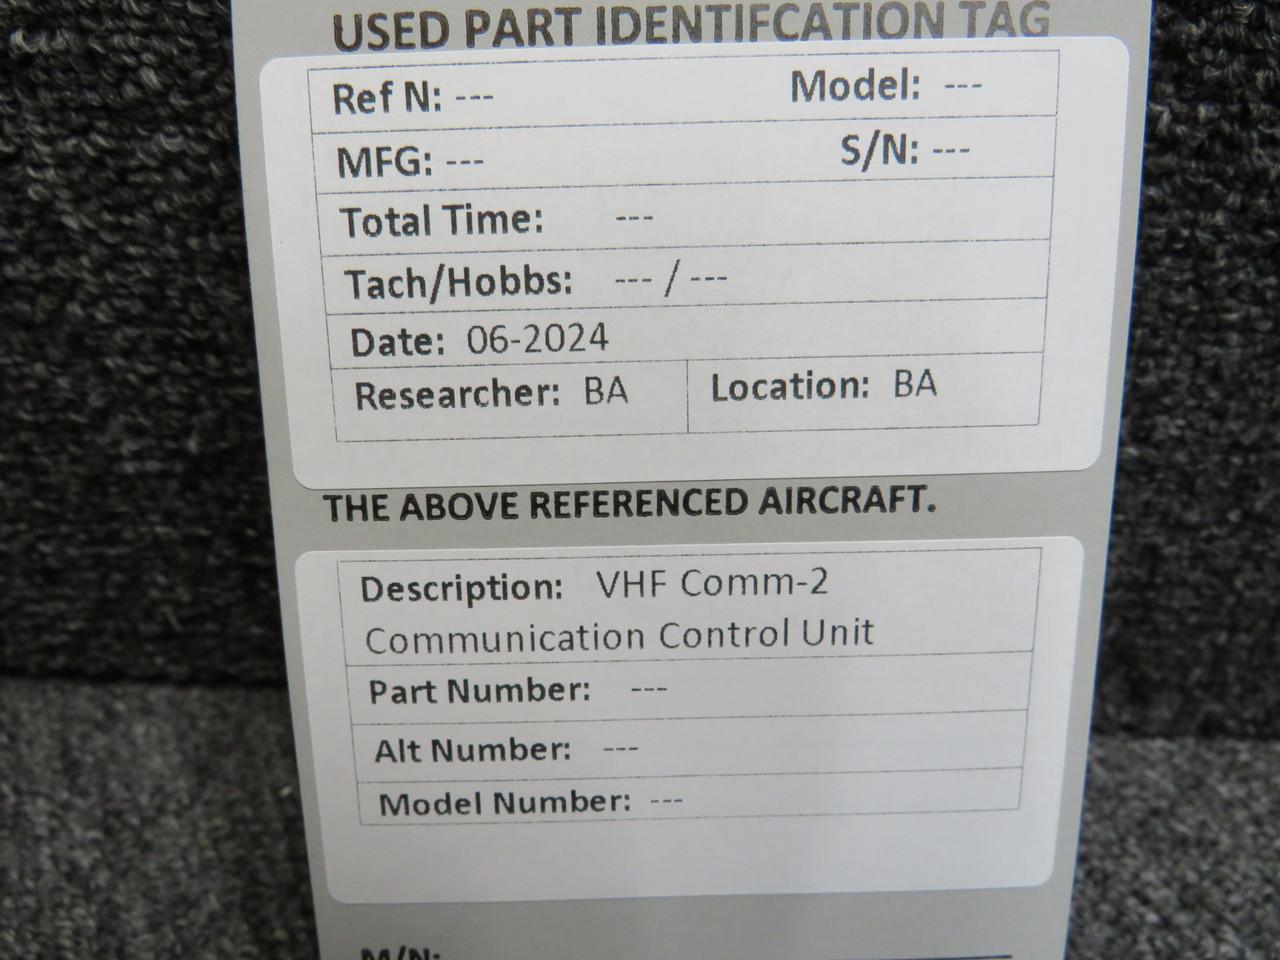 USED PART IDENTIFCATION TAG
Ref N: --- Model: ---
MFG: --- S/N: ---
Total Time: ---
Tach/Hobbs: --- / ---
Date: 06-2024
Researcher: BA Location: BA
THE ABOVE REFERENCED AIRCRAFT.
Description: VHF Comm-2
Communication Control Unit
Part Number: ---
Alt Number: ---
Model Number: ---
M/N: